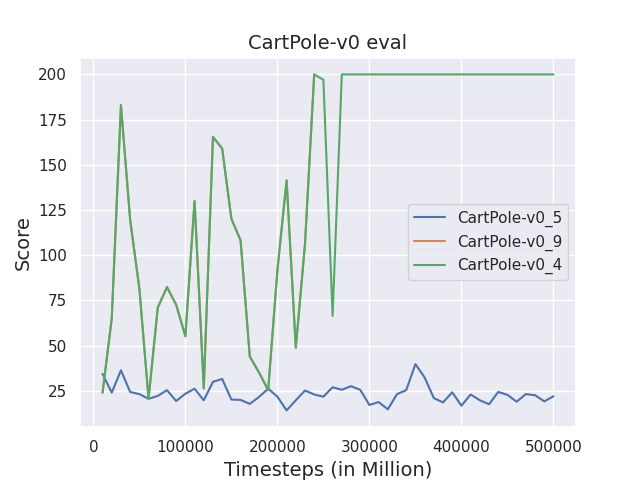 CartPole-v0 eval
Score
200
175
150
125
100
75
50
25
CartPole-v0_5
CartPole-v0_9
CartPole-v0_4
0 100000 200000 300000 400000 500000
Timesteps (in Million)